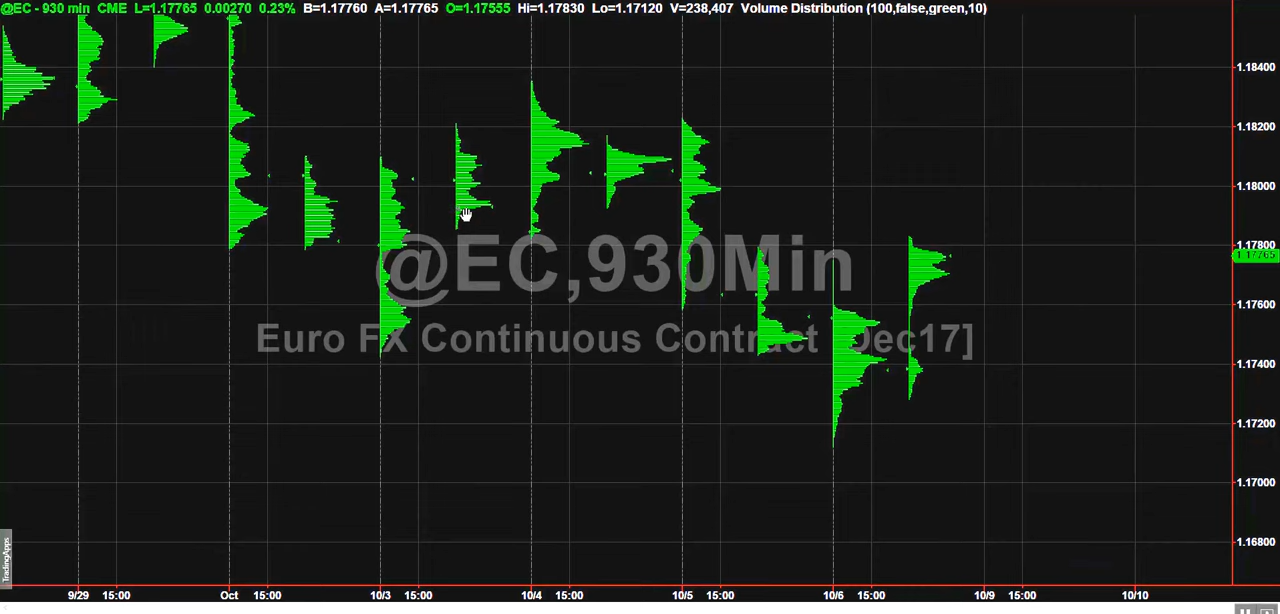 @EC - 930 min CME L=1.17765 0.00270 0.23% B=1.17760 A=1.17765 O=1.17555 Hi=1.17830 Lo=1.17120 V=238,407 Volume Distribution (100,false,green,10)
1.18400
1.18200
1.18000
@EC,930Min
1.17800
1.17765
1.17600
Euro FX Continuous Contract [Dec17]
1.17400
1.17200
1.17000
1.16800
TradingApps
9/29 15:00 Oct 15:00 10/3 15:00 10/4 15:00 10/5 15:00 10/6 15:00 10/9 15:00 10/10